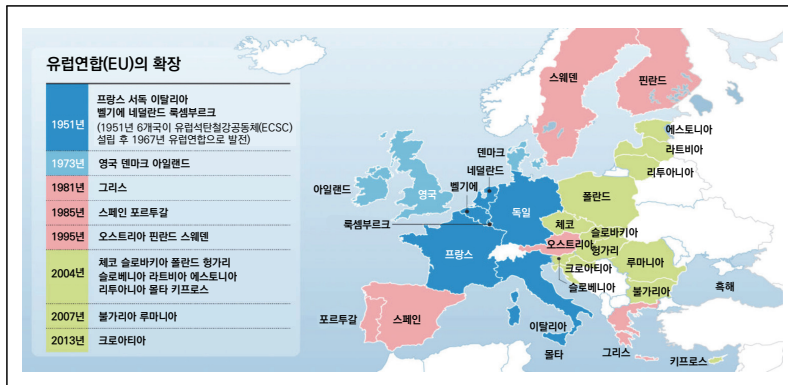 유럽연합(EU)의 확장
1951년
프랑스 서독 이탈리아
벨기에 네덜란드 룩셈부르크
(1951년 6개국이 유럽석탄철강공동체(ECSC)
설립 후 1967년 유럽연합으로 발전)
1973년 영국 덴마크 아일랜드
1981년 그리스
1985년 스페인 포르투갈
1995년 오스트리아 핀란드 스웨덴
2004년
체코 슬로바키아 폴란드 헝가리
슬로베니아 라트비아 에스토니아
리투아니아 몰타 키프로스
2007년 불가리아 루마니아
2013년 크로아티아
스웨덴
핀란드
에스토니아
라트비아
리투아니아
덴마크
네덜란드
벨기에
아일랜드
영국
룩셈부르크
독일
폴란드
체코
슬로바키아
오스트리아
헝가리
프랑스
루마니아
크로아티아
슬로베니아
불가리아
흑해
포르투갈
스페인
이탈리아
몰타
그리스
키프로스